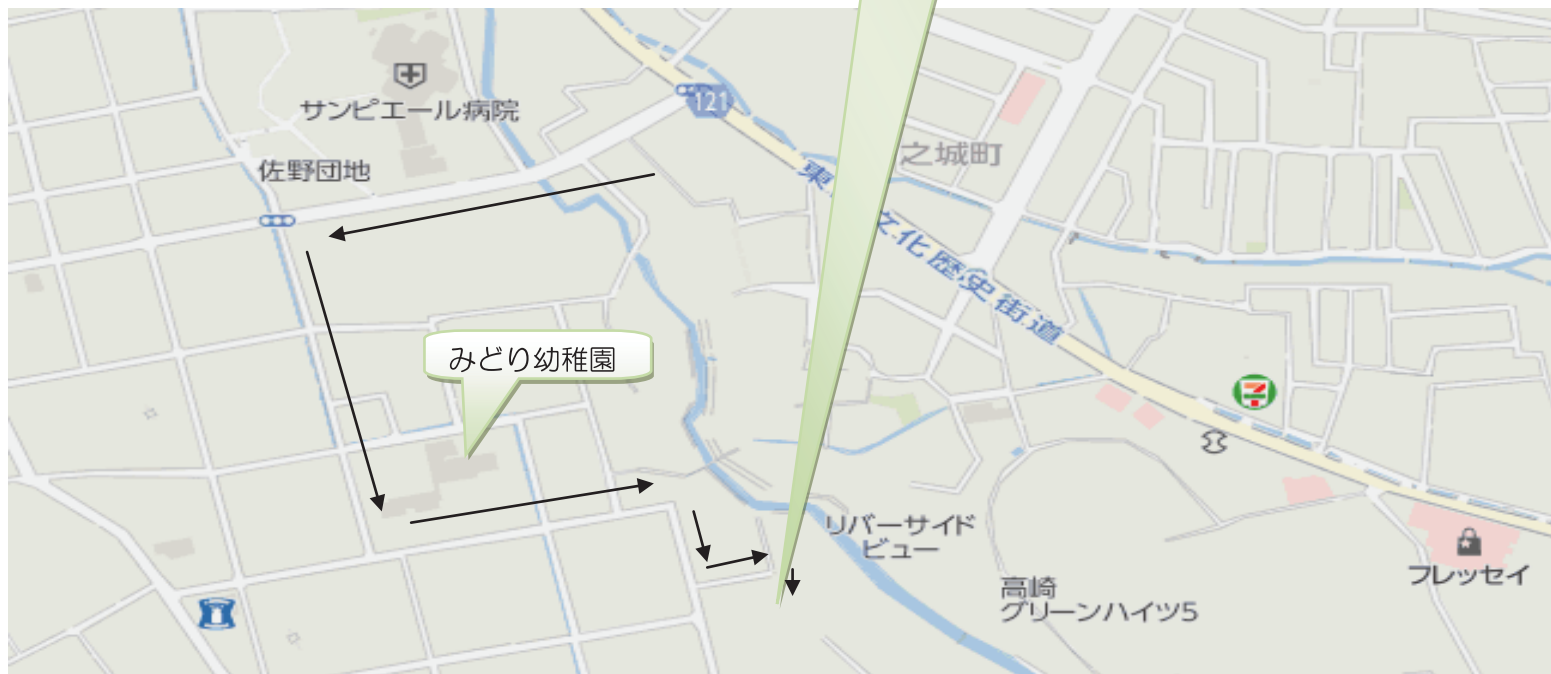 サンピエール病院
121
佐野団地
之城町
東
文化歴史街道
みどり幼稚園
7
リバーサイド
ビュー
フレッセイ
高崎
グリーンハイツ5